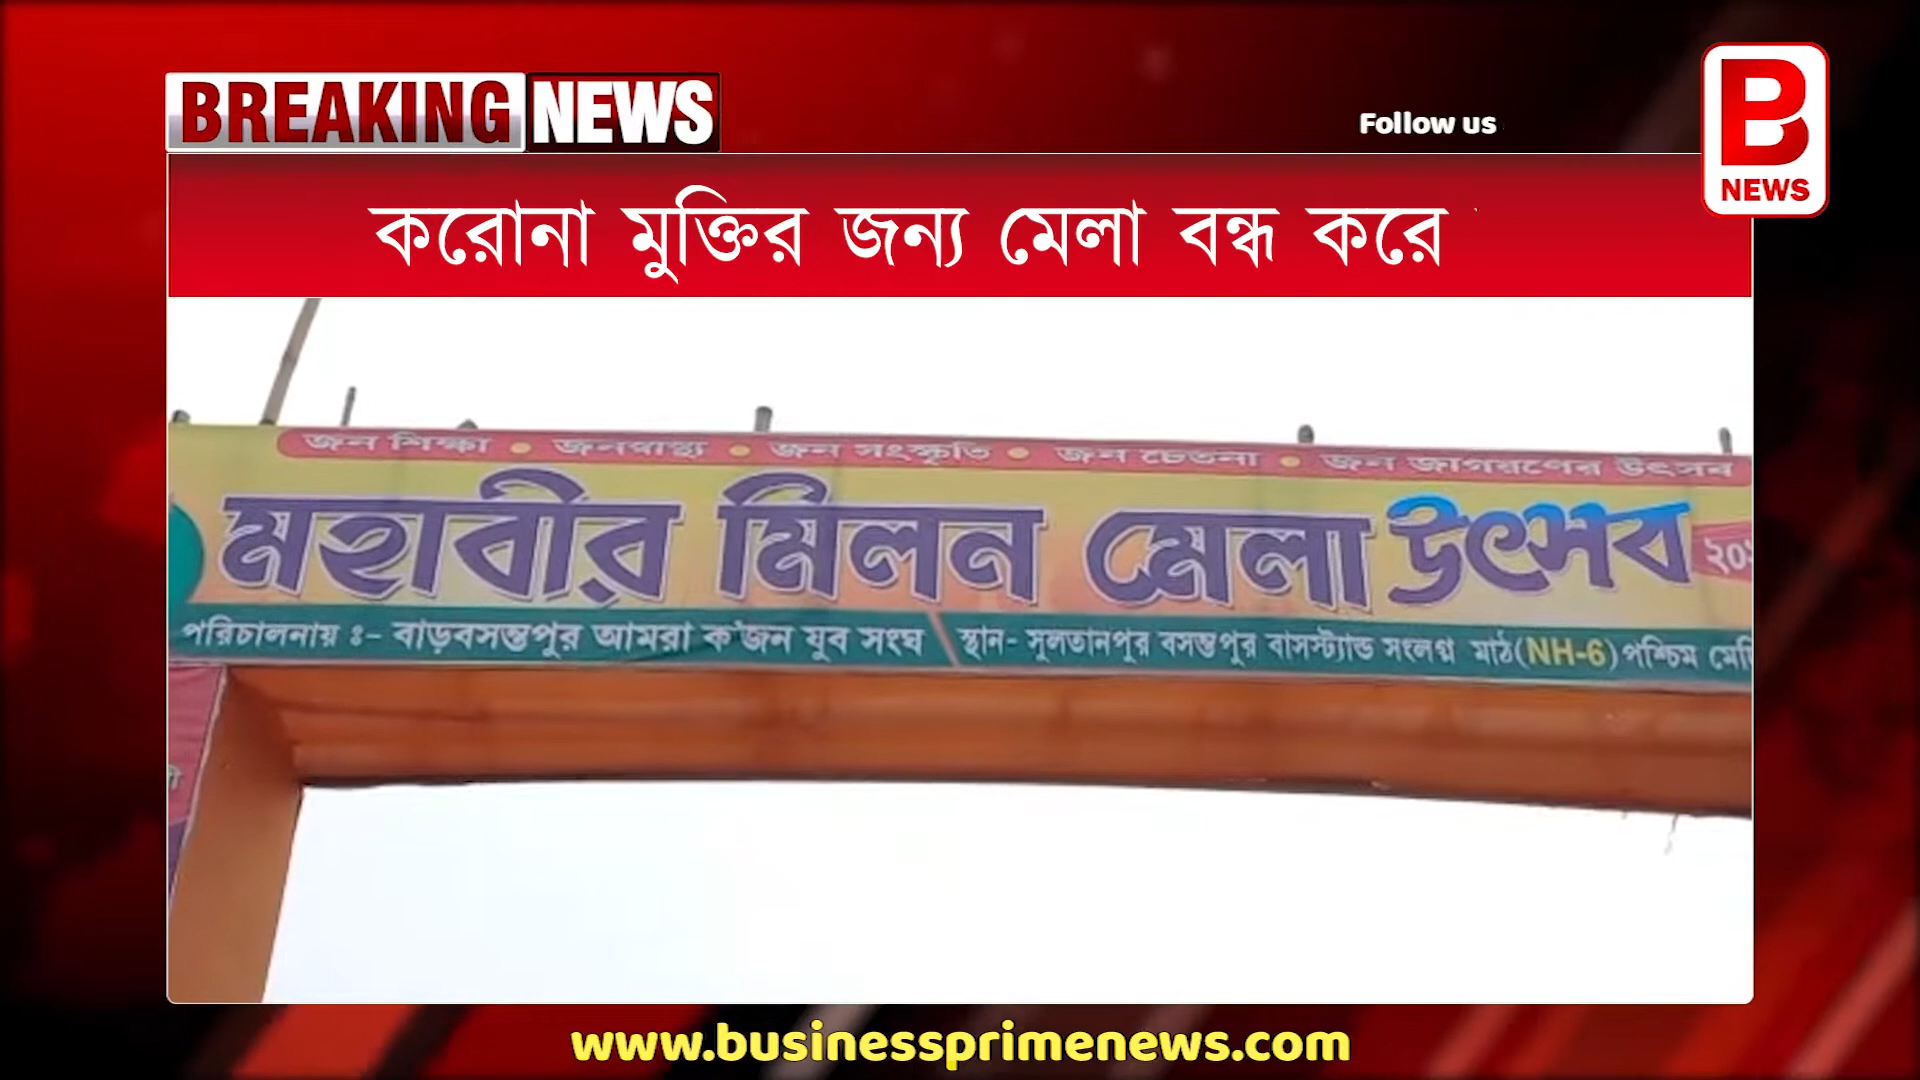 BREAKING NEWS
Follow us
B
NEWS
করোনা মুক্তির জন্য মেলা বন্ধ করে
জন শিক্ষা • জনস্বাস্থ্য • জন সংস্কৃতি • জন চেতনা • জন জাগরণের উৎসব
মহাবীর মিলন মেলা উৎসব
পরিচালনায় ঃ- বাড়বসন্তপুর আমরা ক'জন যুব সংঘ
স্থান- সুলতানপুর বসন্তপুর বাসস্ট্যান্ড সংলগ্ন মাঠ(NH-6) পশ্চিম
www.businessprimenews.com